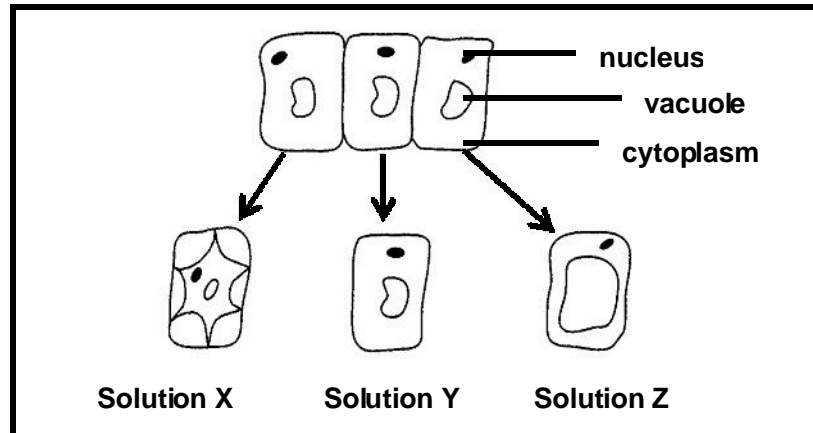 nucleus
vacuole
cytoplasm
Solution X
Solution Y
Solution Z